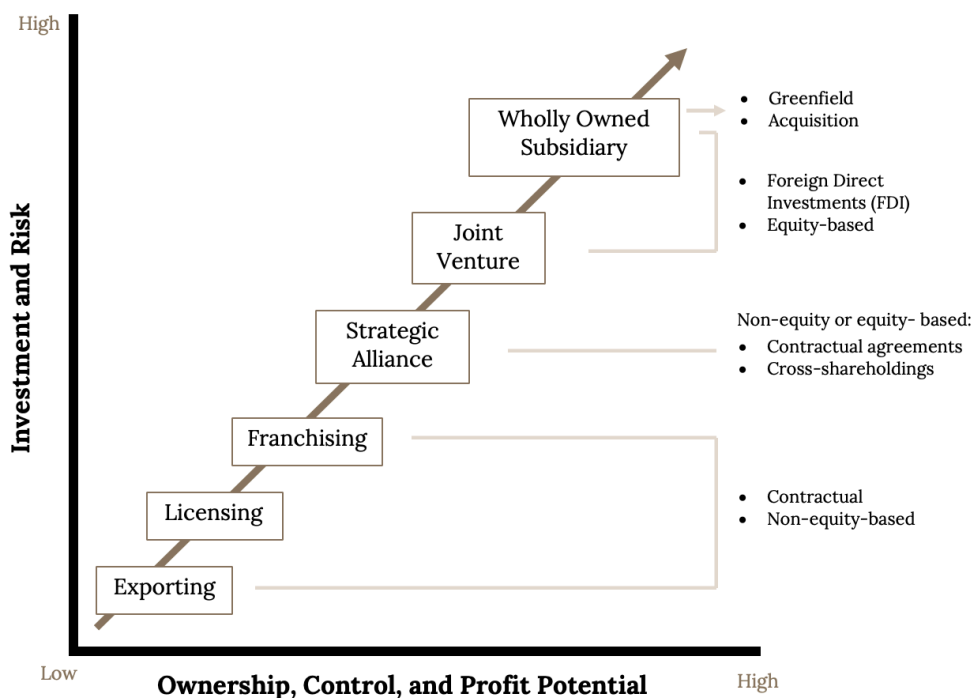 High
Wholly Owned
Subsidiary
• Greenfield
• Acquisition
• Foreign Direct
Investments (FDI)
• Equity-based
Joint
Venture
Investment and Risk
Strategic
Alliance
Non-equity or equity- based:
• Contractual agreements
• Cross-shareholdings
Franchising
Licensing
• Contractual
• Non-equity-based
Exporting
Low
Ownership, Control, and Profit Potential
High